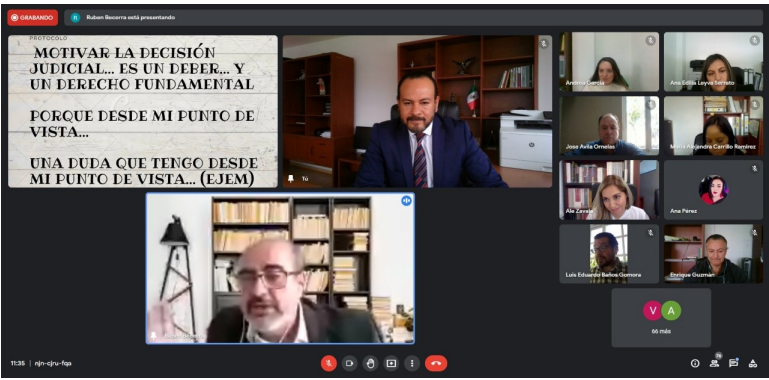 GRABANDO
R Ruben Becerra está presentando
PROTOCOLO
MOTIVAR LA DECISIÓN
JUDICIAL... ES UN DEBER... Y
UN DERECHO FUNDAMENTAL
PORQUE DESDE MI PUNTO DE
VISTA...
UNA DUDA QUE TENGO DESDE
MI PUNTO DE VISTA... (EJEM)
Tú
hp
Andrea García
Ana Edilia Leyva Serrato
Jose Avila Ornelas
María Alejandra Carrillo Ramírez
Ale Zavala
Ana Pérez
Luis Eduardo Baños Gomora
Enrique Guzmán
V A
66 más
11:35 | njn-cjru-fqa
76